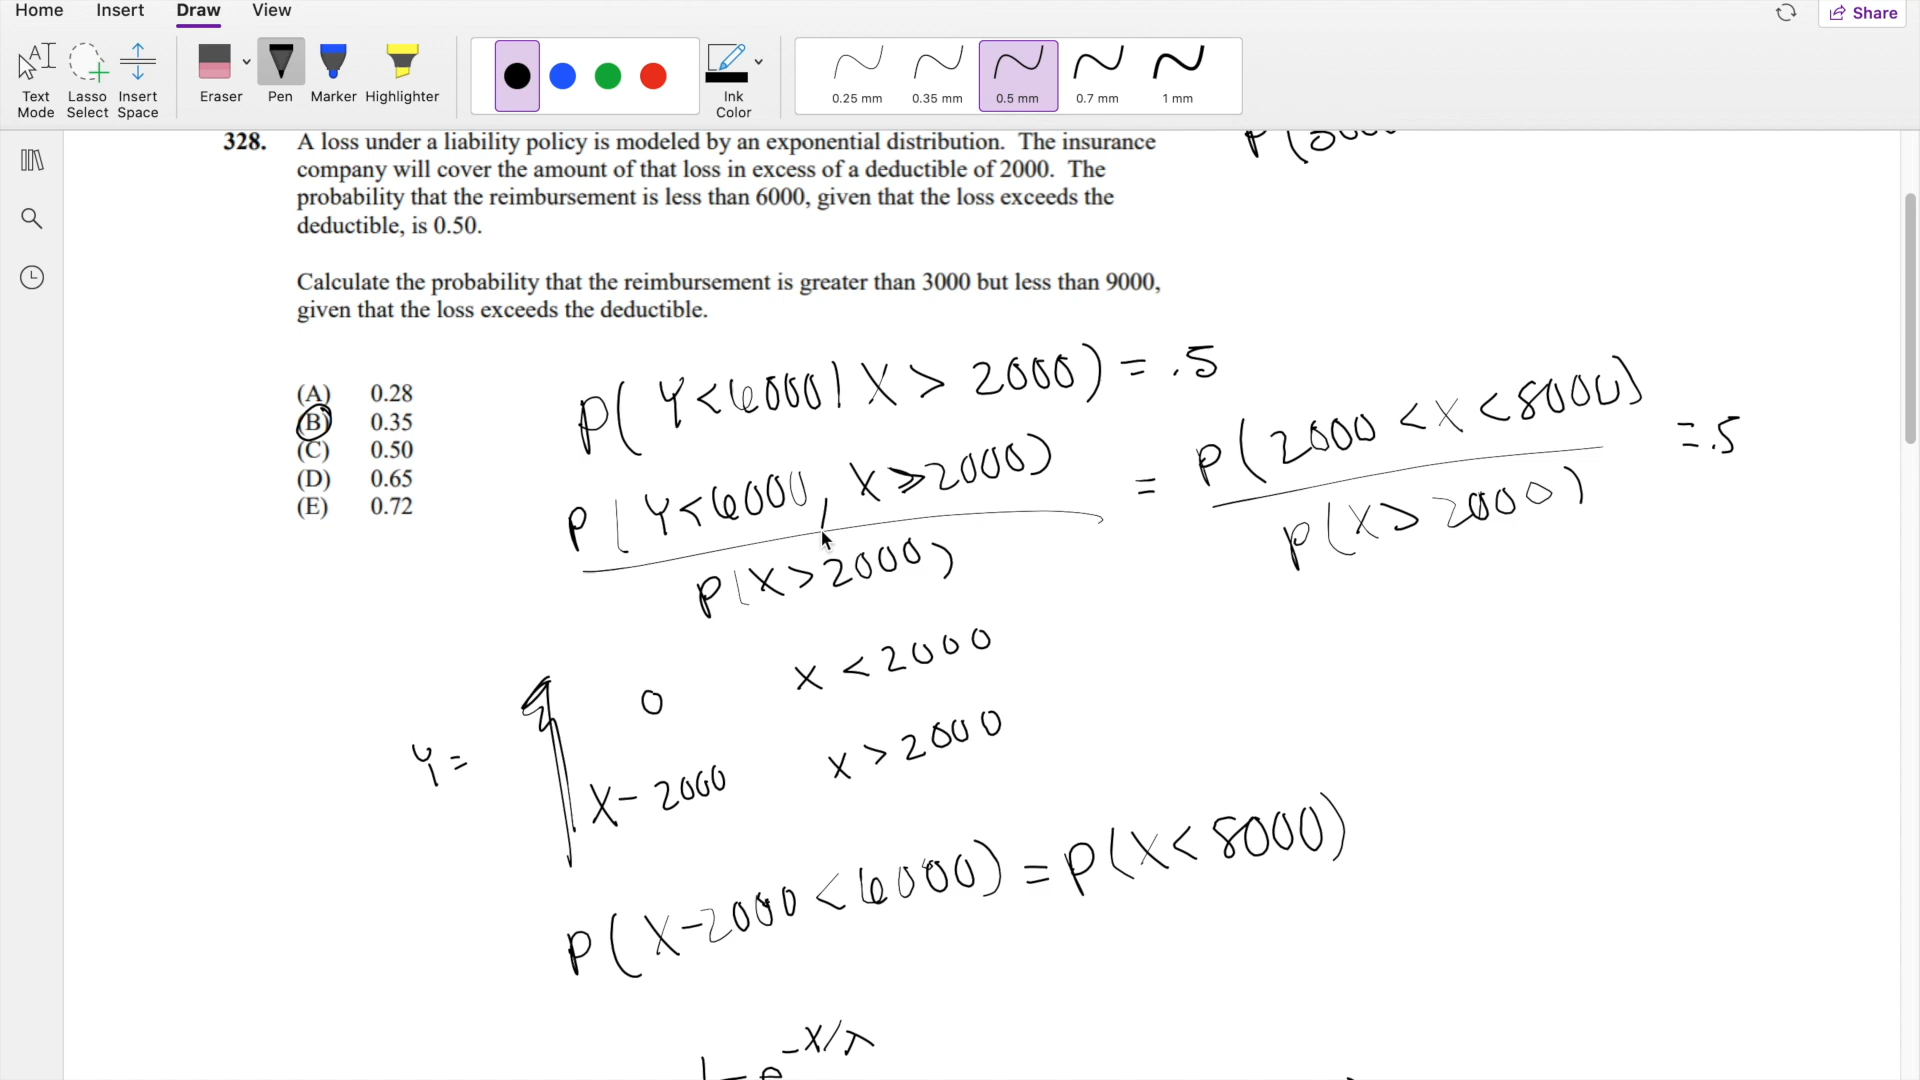 Home Insert Draw View
Share
Text Mode
Lasso Select
Insert Space
Eraser
Pen
Marker
Highlighter
Ink Color
0.25 mm
0.35 mm
0.5 mm
0.7 mm
1 mm
328. A loss under a liability policy is modeled by an exponential distribution. The insurance
company will cover the amount of that loss in excess of a deductible of 2000. The
probability that the reimbursement is less than 6000, given that the loss exceeds the
deductible, is 0.50.
Calculate the probability that the reimbursement is greater than 3000 but less than 9000,
given that the loss exceeds the deductible.
(A) 0.28
(B) 0.35
(C) 0.50
(D) 0.65
(E) 0.72
P(Y<6000|X>2000) = .5
P(Y<6000, X>2000) = P(2000<X<8000) = .5
P(X>2000) P(X>2000)
0 x<2000
Y=
X-2000 x>2000
P(X-2000<6000) = P(X<8000)
e^-x/λ